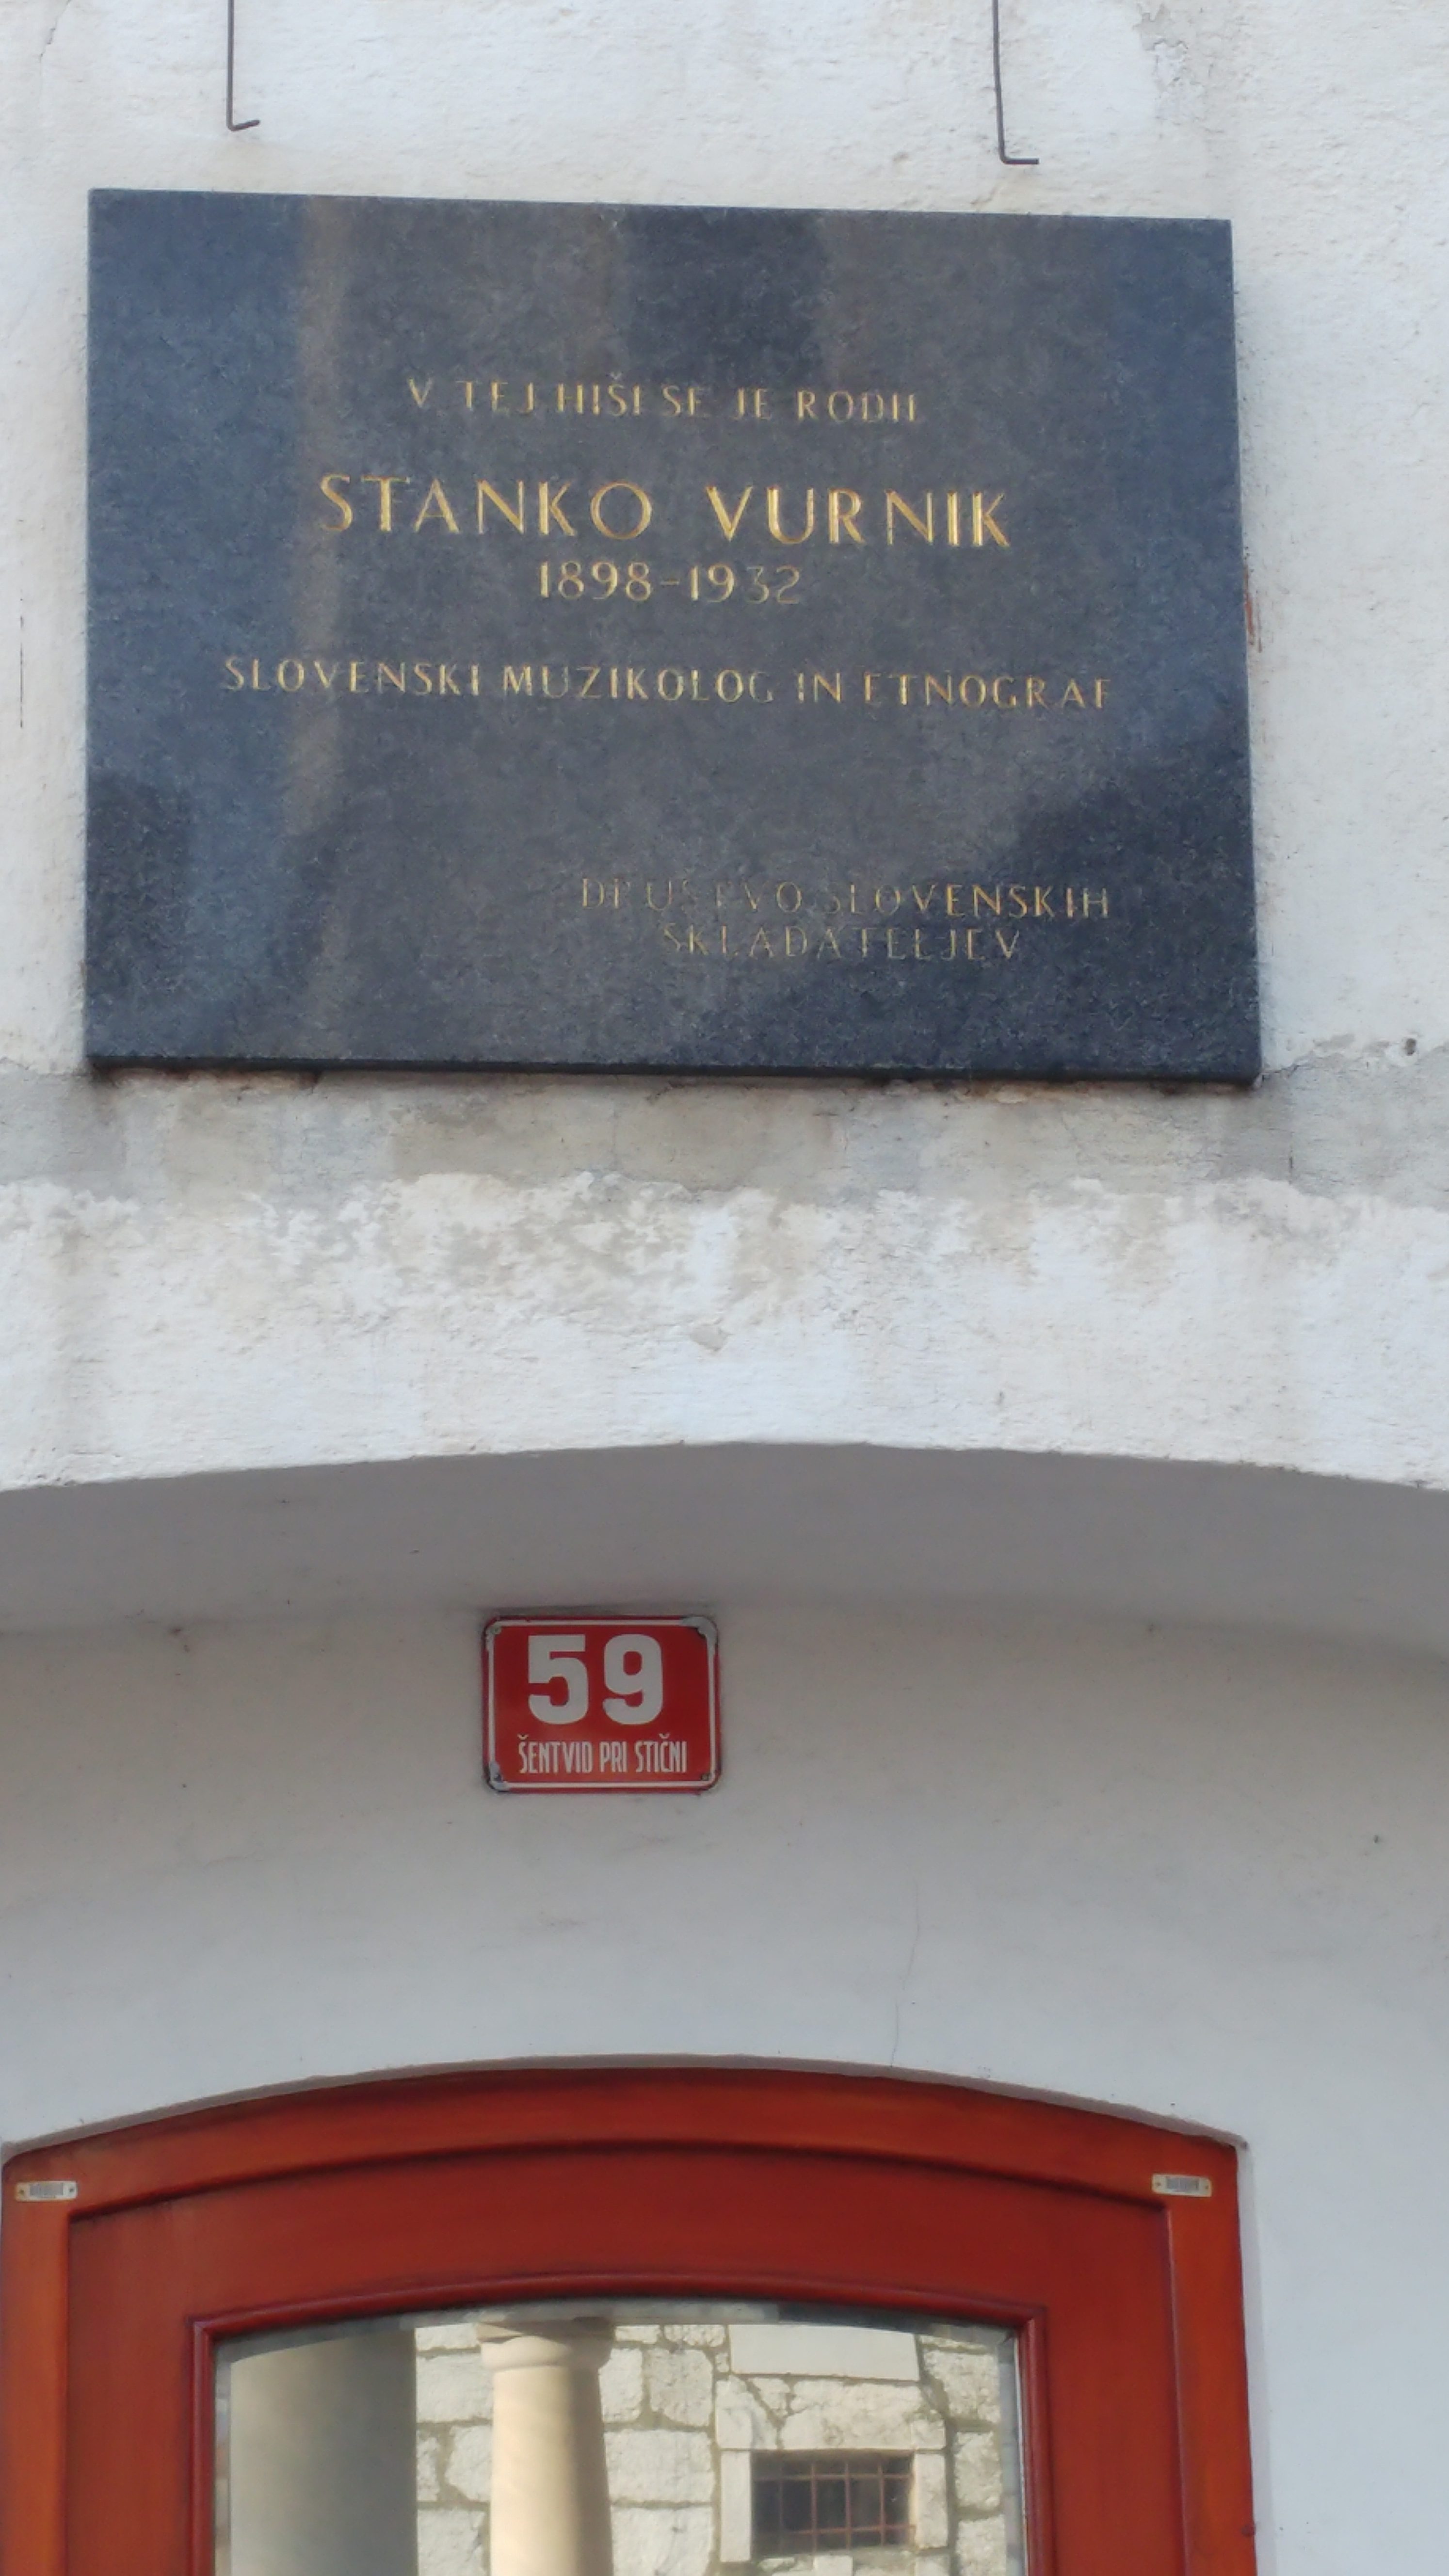 V TEJ HIŠI SE JE RODIL
STANKO VURNIK
1898-1932
SLOVENSKI MUZIKOLOG IN ETNOGRAF
DRUŠTVO SLOVENSKIH
SKLADATELJEV
59
ŠENTVID PRI STIČNI